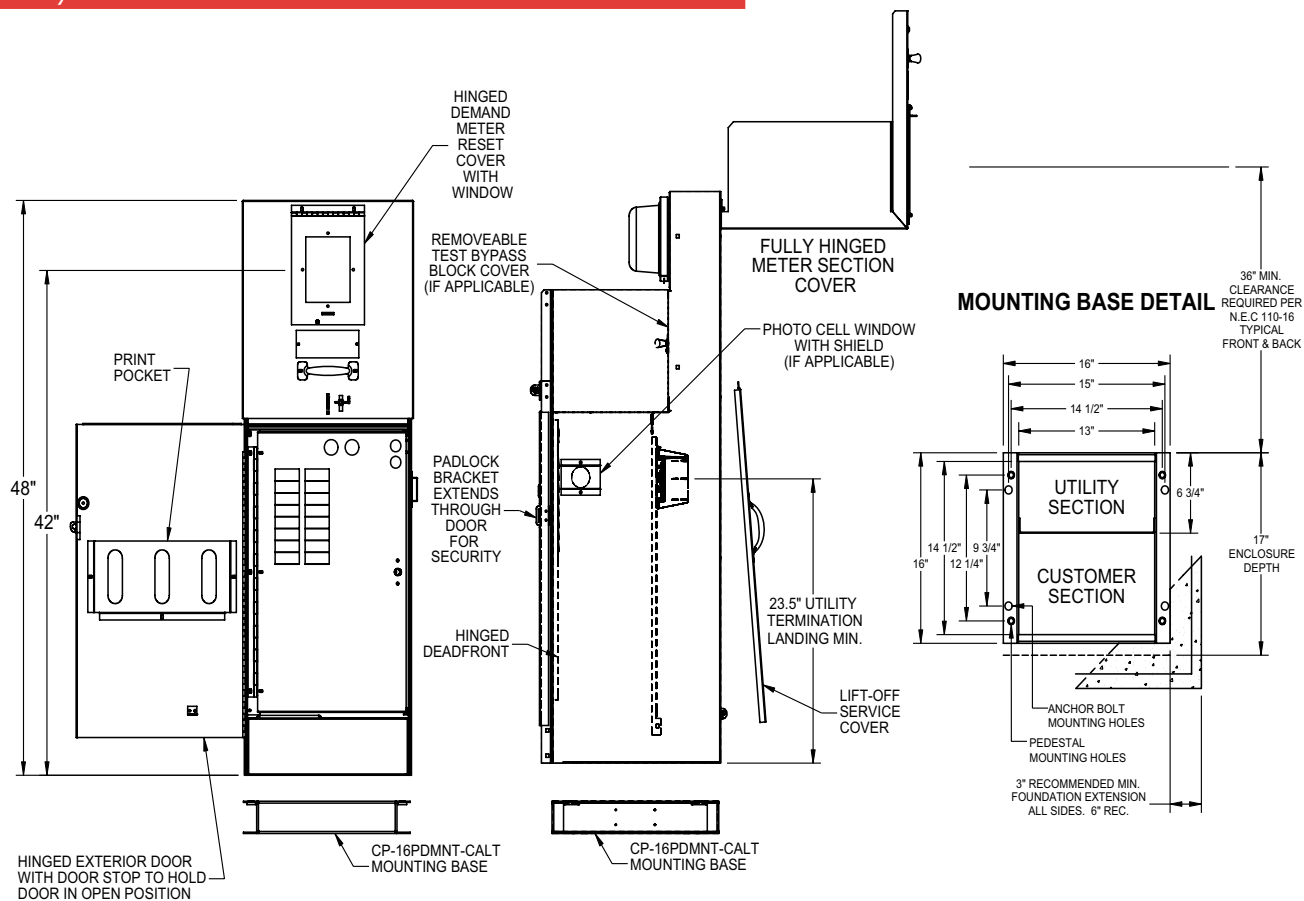 HINGED
DEMAND
METER
RESET
COVER
WITH
WINDOW
REMOVEABLE
TEST BYPASS
BLOCK COVER
(IF APPLICABLE)
FULLY HINGED
METER SECTION
COVER
PHOTO CELL WINDOW
WITH SHIELD
(IF APPLICABLE)
PRINT
POCKET
48"
42"
PADLOCK
BRACKET
EXTENDS
THROUGH
DOOR
FOR
SECURITY
HINGED
DEADFRONT
23.5" UTILITY
TERMINATION
LANDING MIN.
LIFT-OFF
SERVICE
COVER
HINGED EXTERIOR DOOR
WITH DOOR STOP TO HOLD
DOOR IN OPEN POSITION
CP-16PDMNT-CALT
MOUNTING BASE
CP-16PDMNT-CALT
MOUNTING BASE
MOUNTING BASE DETAIL
36" MIN.
CLEARANCE
REQUIRED PER
N.E.C 110-16
TYPICAL
FRONT & BACK
16"
15"
14 1/2"
13"
UTILITY
SECTION
6 3/4"
16"
14 1/2"
12 1/4"
9 3/4"
CUSTOMER
SECTION
17"
ENCLOSURE
DEPTH
ANCHOR BOLT
MOUNTING HOLES
PEDESTAL
MOUNTING HOLES
3" RECOMMENDED MIN.
FOUNDATION EXTENSION
ALL SIDES. 6" REC.